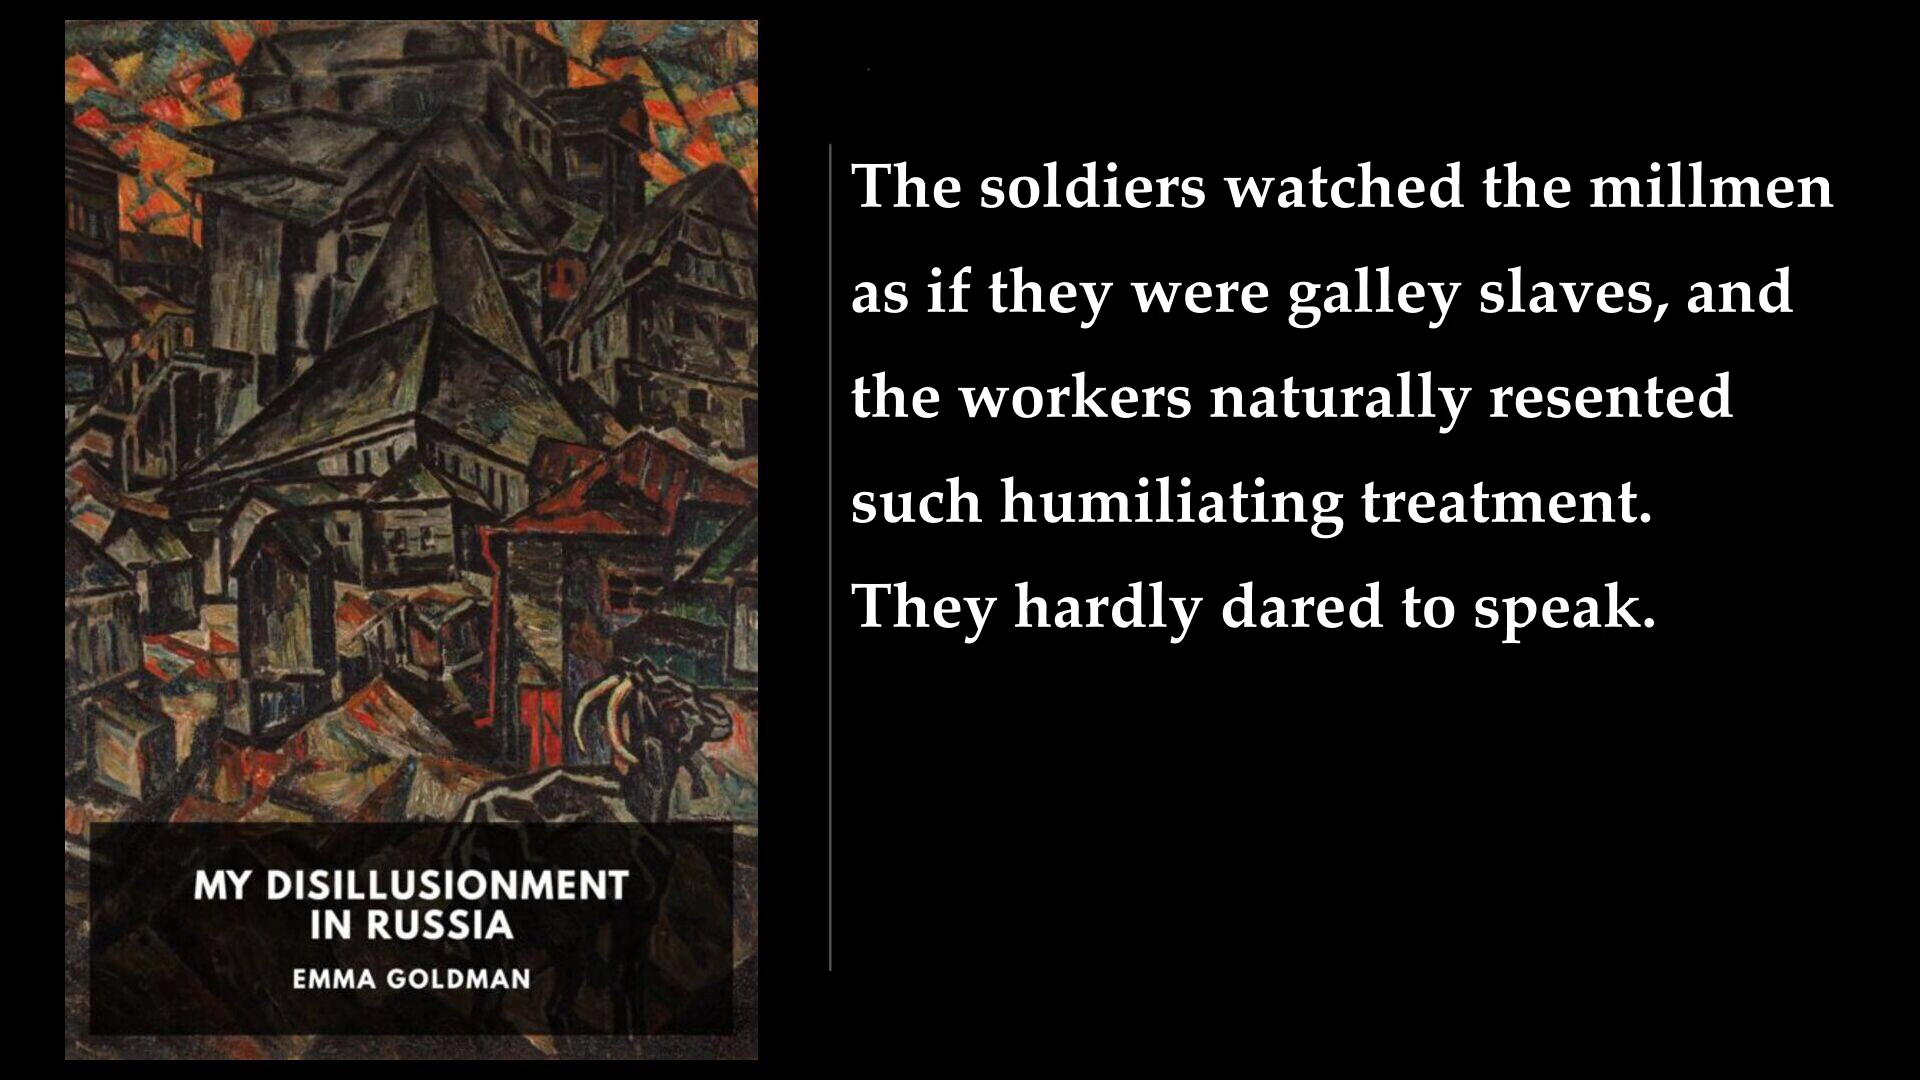 The soldiers watched the millmen
as if they were galley slaves, and
the workers naturally resented
such humiliating treatment.
They hardly dared to speak.
MY DISILLUSIONMENT
IN RUSSIA
EMMA GOLDMAN